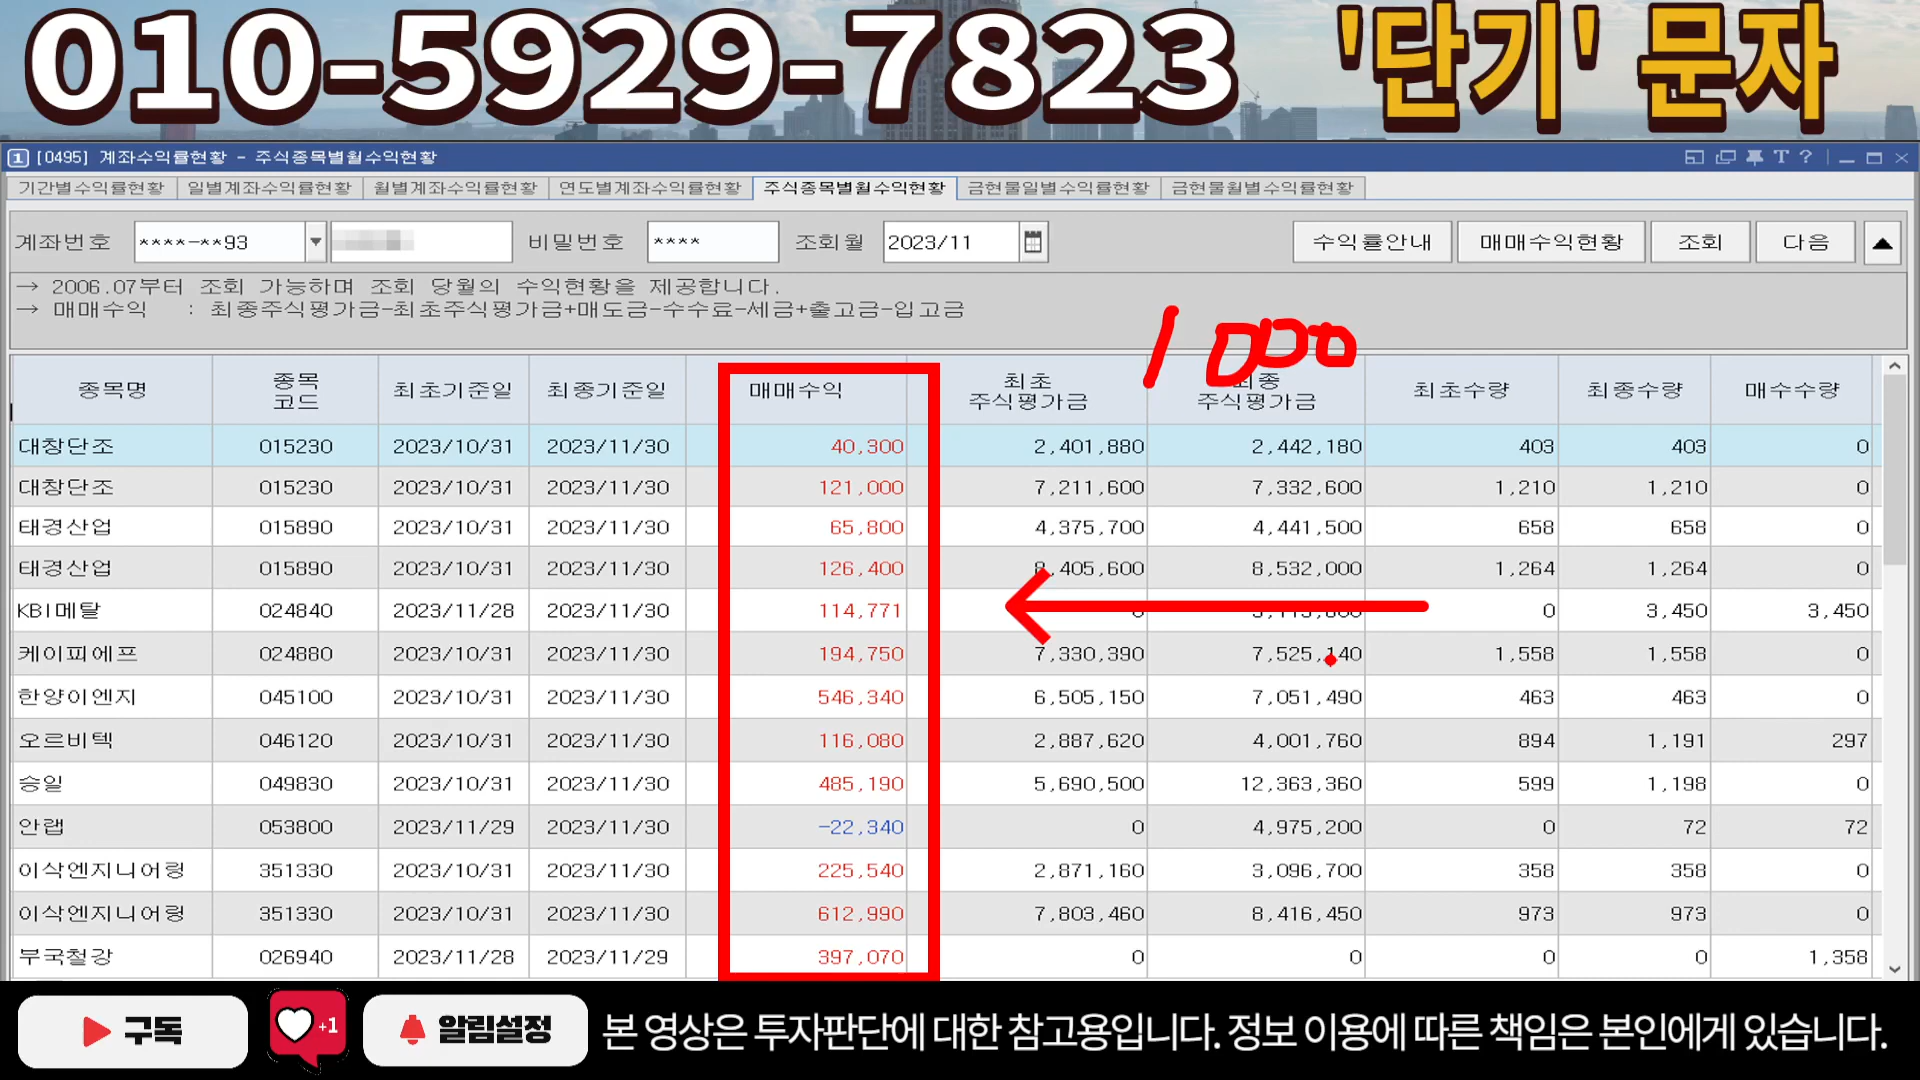 010-5929-7823 '단기' 문자
1 [0495] 계좌수익률현황 - 주식종목별월수익현황
기간별수익률현황 일별계좌수익률현황 월별계좌수익률현황 연도별계좌수익률현황 주식종목별월수익현황 금현물일별수익률현황 금현물월별수익률현황
계좌번호 ****-**93 비밀번호 **** 조회월 2023/11 수익률안내 매매수익현황 조회 다음
→ 2006.07부터 조회 가능하며 조회 당월의 수익현황을 제공합니다.
→ 매매수익 : 최종주식평가금-최초주식평가금+매도금-수수료-세금+출고금-입고금
1000
종목명 종목코드 최초기준일 최종기준일 매매수익 최초주식평가금 최종주식평가금 최초수량 최종수량 매수수량
대창단조 015230 2023/10/31 2023/11/30 40,300 2,401,880 2,442,180 403 403 0
대창단조 015230 2023/10/31 2023/11/30 121,000 7,211,600 7,332,600 1,210 1,210 0
태경산업 015890 2023/10/31 2023/11/30 65,800 4,375,700 4,441,500 658 658 0
태경산업 015890 2023/10/31 2023/11/30 126,400 8,405,600 8,532,000 1,264 1,264 0
KBI메탈 024840 2023/11/28 2023/11/30 114,771 0 0 3,450 3,450
케이피에프 024880 2023/10/31 2023/11/30 194,750 7,330,390 7,525,140 1,558 1,558 0
한양이엔지 045100 2023/10/31 2023/11/30 546,340 6,505,150 7,051,490 463 463 0
오르비텍 046120 2023/10/31 2023/11/30 116,080 2,887,620 4,001,760 894 1,191 297
승일 049830 2023/10/31 2023/11/30 485,190 5,690,500 12,363,360 599 1,198 0
안랩 053800 2023/11/29 2023/11/30 -22,340 0 4,975,200 0 72 72
이삭엔지니어링 351330 2023/10/31 2023/11/30 225,540 2,871,160 3,096,700 358 358 0
이삭엔지니어링 351330 2023/10/31 2023/11/30 612,990 7,803,460 8,416,450 973 973 0
부국철강 026940 2023/11/28 2023/11/29 397,070 0 0 0 0 1,358
구독 +1 알림설정 본 영상은 투자판단에 대한 참고용입니다. 정보 이용에 따른 책임은 본인에게 있습니다.